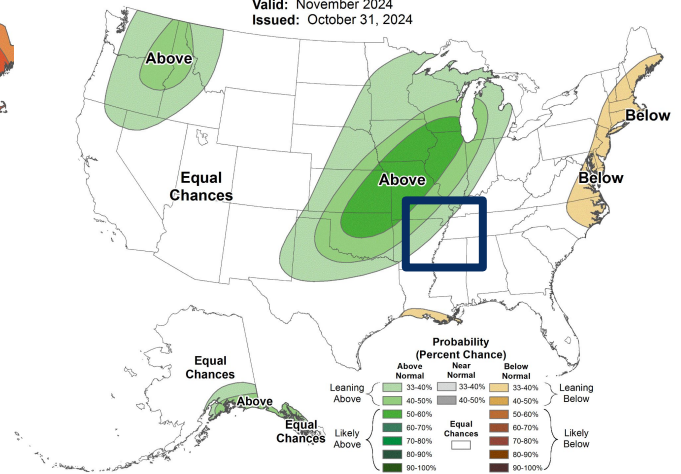 Valid: November 2024
Issued: October 31, 2024
Above
Below
Equal
Chances
Above
Below
Equal
Chances
Above
Equal
Chances
Probability
(Percent Chance)
Above
Normal
Near
Normal
Below
Normal
Leaning
Above
33-40%
40-50%
33-40%
40-50%
33-40%
40-50%
Leaning
Below
Likely
Above
50-60%
60-70%
70-80%
80-90%
90-100%
Equal
Chances
50-60%
60-70%
70-80%
80-90%
90-100%
Likely
Below